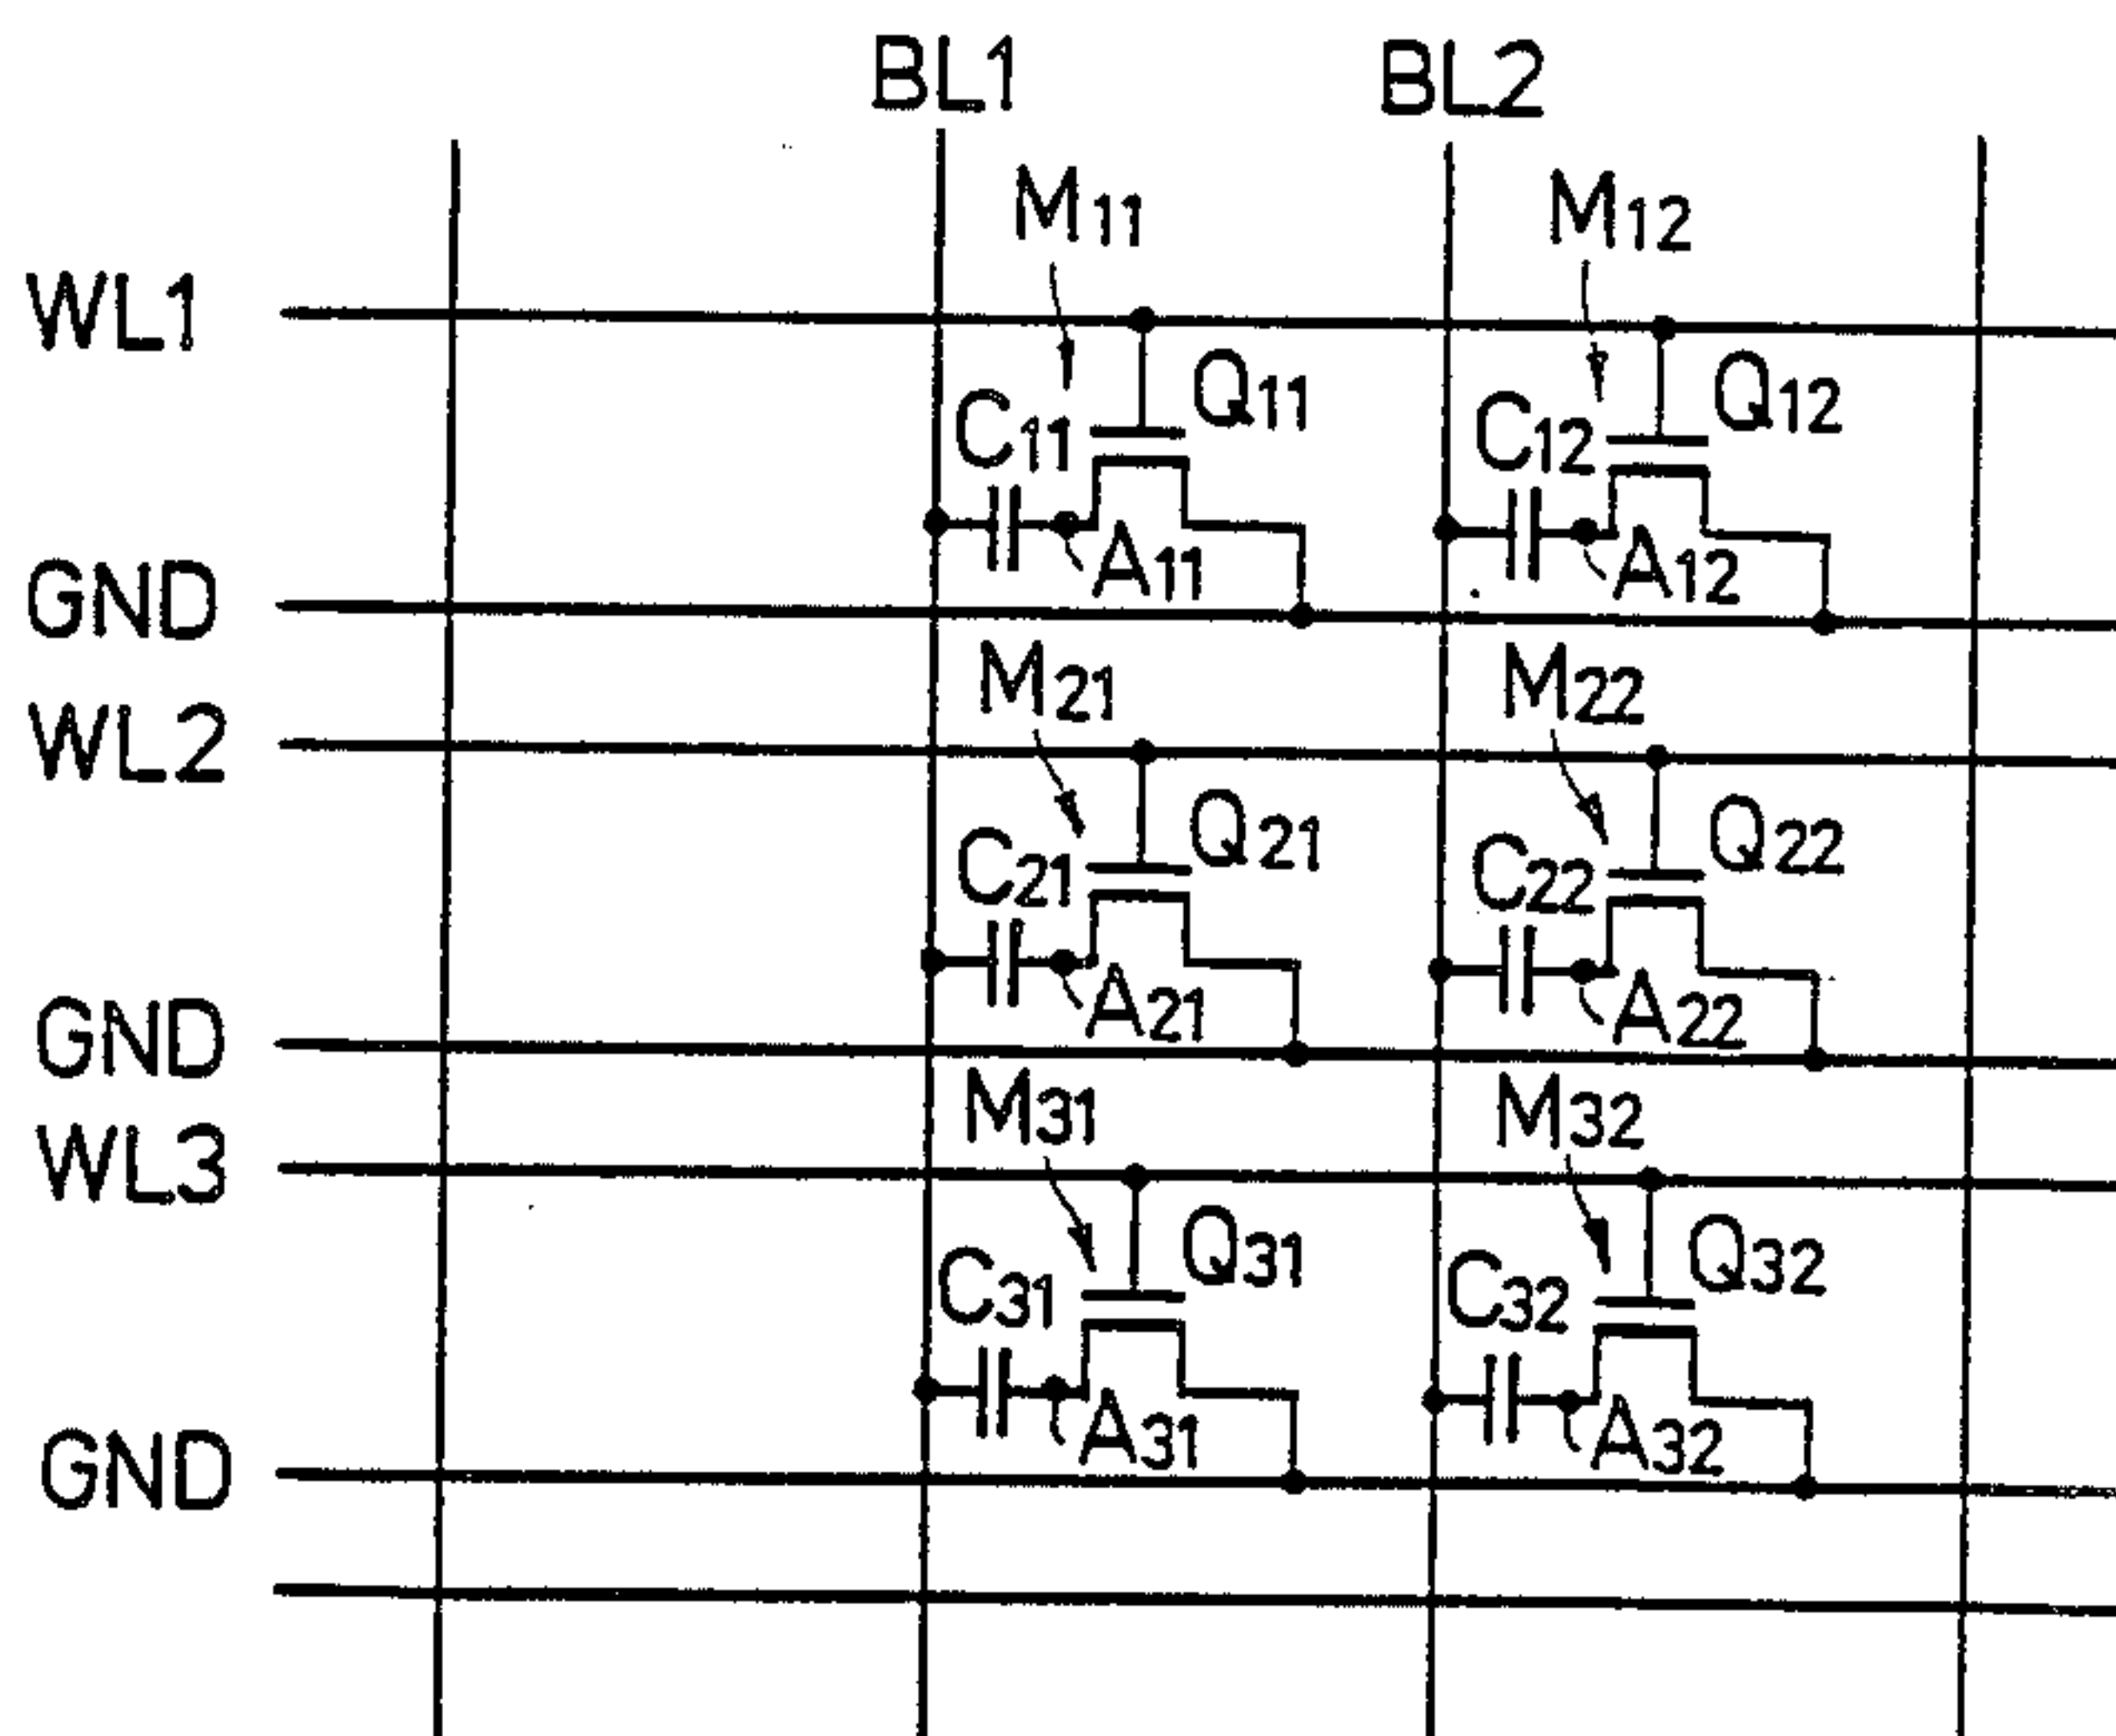 BL1 BL2
M11 M12
WL1
Q11 Q12
C11 C12
A11 A12
GND
M21 M22
WL2
Q21 Q22
C21 C22
A21 A22
GND
M31 M32
WL3
Q31 Q32
C31 C32
A31 A32
GND